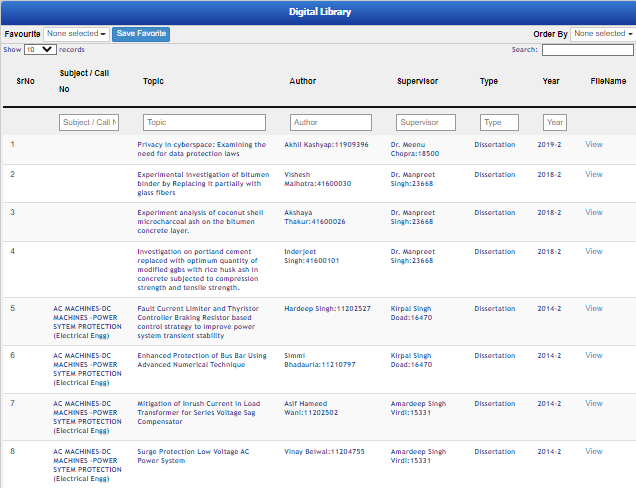 Digital Library
Favourite None selected Save Favorite Order By None selected
Show 10 records Search:
SrNo Subject / Call No Topic Author Supervisor Type Year FileName
Subject / Call N Topic Author Supervisor Type Year
1 Privacy in cyberspace: Examining the Akhil Kashyap:11909396 Dr. Meenu Dissertation 2019-2 View
need for data protection laws Chopra:18500
2 Experimental investigation of bitumen Vishesh Dr. Manpreet Dissertation 2018-2 View
binder by Replacing it partially with Malhotra:41600030 Singh:23668
glass fibers
3 Experiment analysis of coconut shell Akshaya Dr. Manpreet Dissertation 2018-2 View
microcharcoal ash on the bitumen Thakur:41600026 Singh:23668
concrete layer.
4 Investigation on portland cement Inderjeet Dr. Manpreet Dissertation 2018-2 View
replaced with optimum quantity of Singh:41600101 Singh:23668
modified ggbs with rice husk ash in
concrete subjected to compression
strength and tensile strength.
5 AC MACHINES-DC Fault Current Limiter and Thyristor Hardeep Singh:11202527 Kirpal Singh Dissertation 2014-2 View
MACHINES -POWER Controller Braking Resistor based Doad:16470
SYTEM PROTECTION control strategy to improve power
(Electrical Engg) system transient stability
6 AC MACHINES-DC Enhanced Protection of Bus Bar Using Simmi Kirpal Singh Dissertation 2014-2 View
MACHINES -POWER Advanced Numerical Technique Bhadauria:11210797 Doad:16470
SYTEM PROTECTION
(Electrical Engg)
7 AC MACHINES-DC Mitigation of Inrush Current in Load Asif Hameed Amardeep Singh Dissertation 2014-2 View
MACHINES -POWER Transformer for Series Voltage Sag Wani:11202502 Virdi:15331
SYTEM PROTECTION Compensator
(Electrical Engg)
8 AC MACHINES-DC Surge Protection Low Voltage AC Vinay Beiwal:11204755 Amardeep Singh Dissertation 2014-2 View
MACHINES -POWER Power System Virdi:15331
SYTEM PROTECTION
(Electrical Engg)